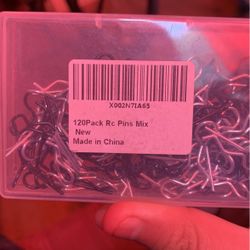 X002N7IA65
120Pack Rc Pins Mix
New
Made in China